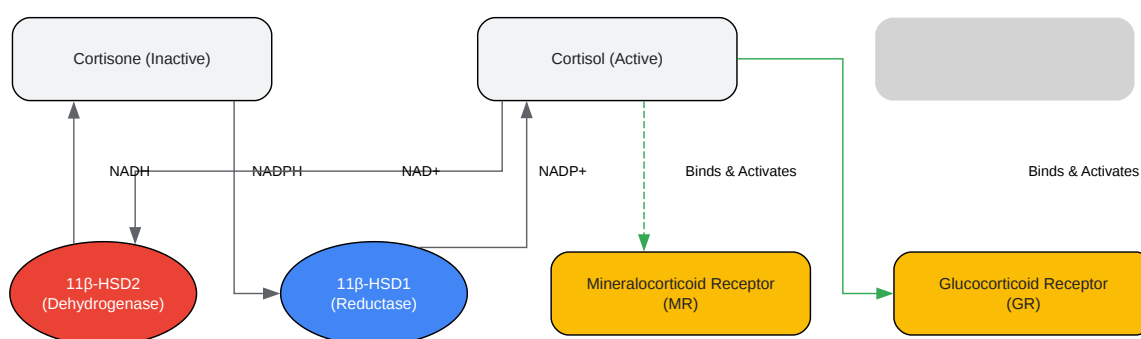 Cortisone (Inactive)
Cortisol (Active)
NADH
NADPH
NAD+
NADP+
Binds & Activates
Binds & Activates
11β-HSD2
(Dehydrogenase)
11β-HSD1
(Reductase)
Mineralocorticoid Receptor
(MR)
Glucocorticoid Receptor
(GR)